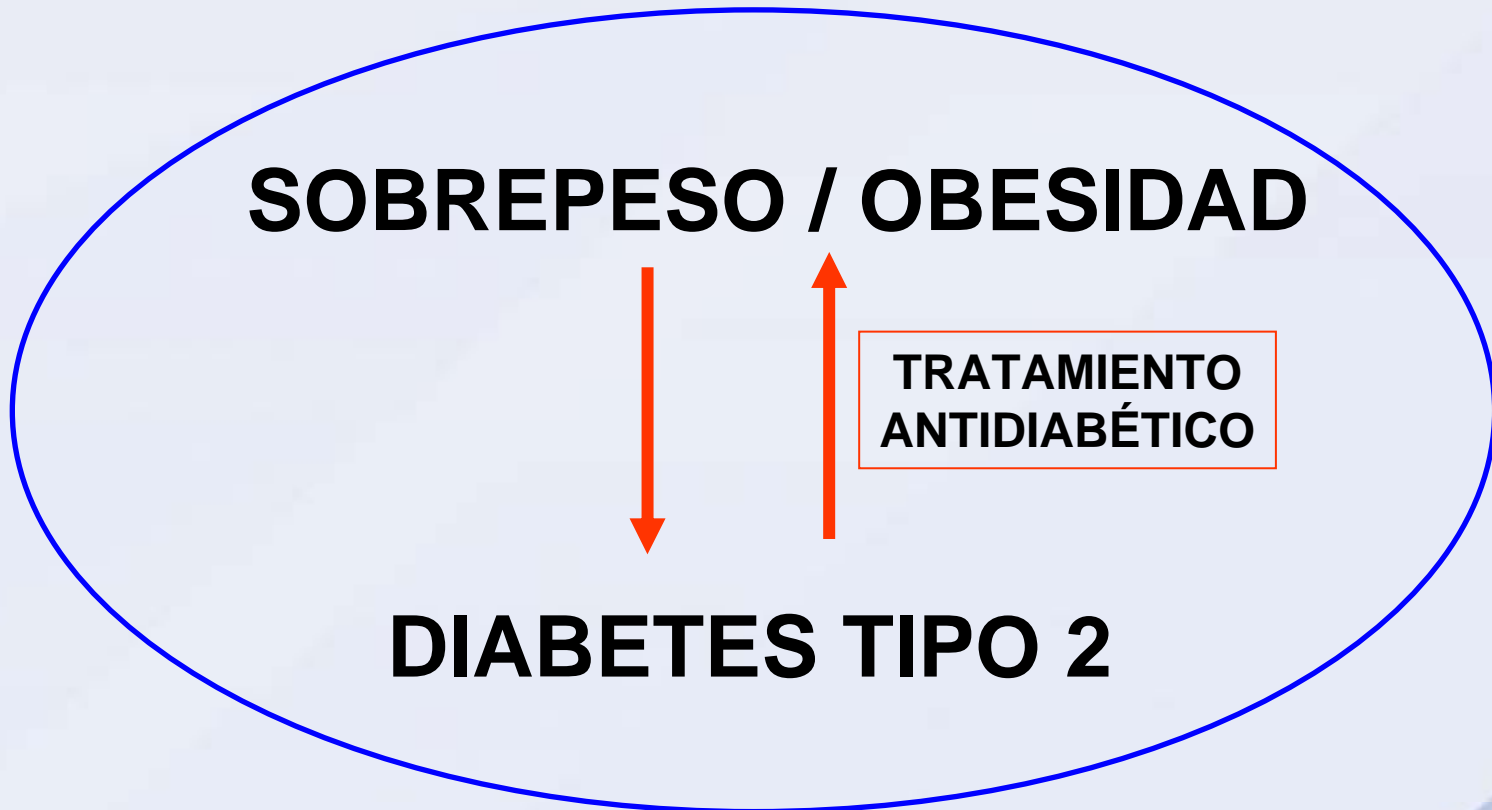 SOBREPESO / OBESIDAD
TRATAMIENTO
ANTIDIABÉTICO
DIABETES TIPO 2